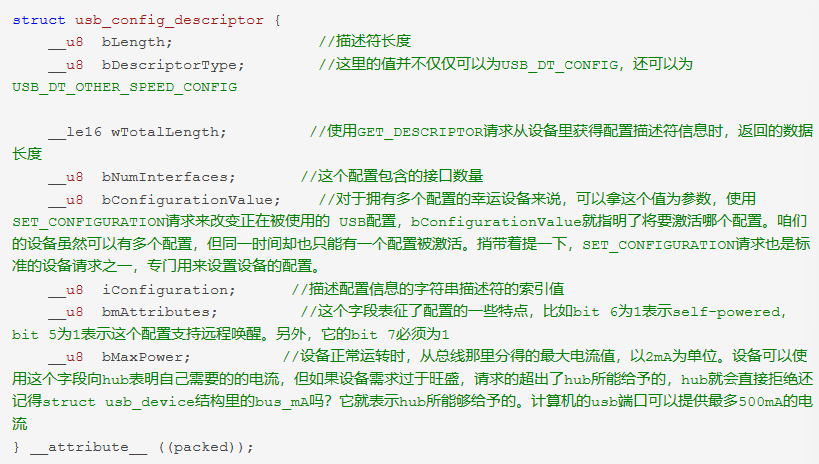 struct usb_config_descriptor {
__u8  bLength;                //描述符长度
__u8  bDescriptorType;        //这里的值并不仅仅可以为USB_DT_CONFIG，还可以为
USB_DT_OTHER_SPEED_CONFIG
__le16 wTotalLength;         //使用GET_DESCRIPTOR请求从设备里获得配置描述符信息时，返回的数据
长度
__u8  bNumInterfaces;       //这个配置包含的接口数量
__u8  bConfigurationValue;    //对于拥有多个配置的幸运设备来说，可以拿这个值为参数，使用
SET_CONFIGURATION请求来改变正在被使用的 USB配置，bConfigurationValue就指明了将要激活哪个配置。咱们
的设备虽然可以有多个配置，但同一时间却也只能有一个配置被激活。捎带着提一下，SET_CONFIGURATION请求也是标
准的设备请求之一，专门用来设置设备的配置。
__u8  iConfiguration;      //描述配置信息的字符串描述符的索引值
__u8  bmAttributes;         //这个字段表征了配置的一些特点，比如bit 6为1表示self-powered，
bit 5为1表示这个配置支持远程唤醒。另外，它的bit 7必须为1
__u8  bMaxPower;          //设备正常运转时，从总线那里分得的最大电流值，以2mA为单位。设备可以使
用这个字段向hub表明自己需要的的电流，但如果设备需求过于旺盛，请求的超出了hub所能给予的，hub就会直接拒绝还
记得struct usb_device结构里的bus_mA吗？它就表示hub所能够给予的。计算机的usb端口可以提供最多500mA的电
流
} __attribute__ ((packed));